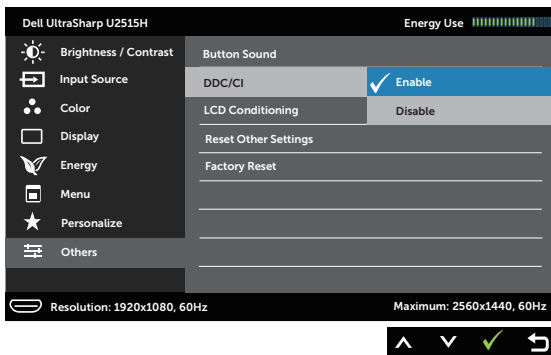 Dell UltraSharp U2515H
Energy Use
Brightness / Contrast
Input Source
Color
Display
Energy
Menu
Personalize
Others
Button Sound
DDC/CI
LCD Conditioning
Reset Other Settings
Factory Reset
Enable
Disable
Resolution: 1920x1080, 60Hz
Maximum: 2560x1440, 60Hz